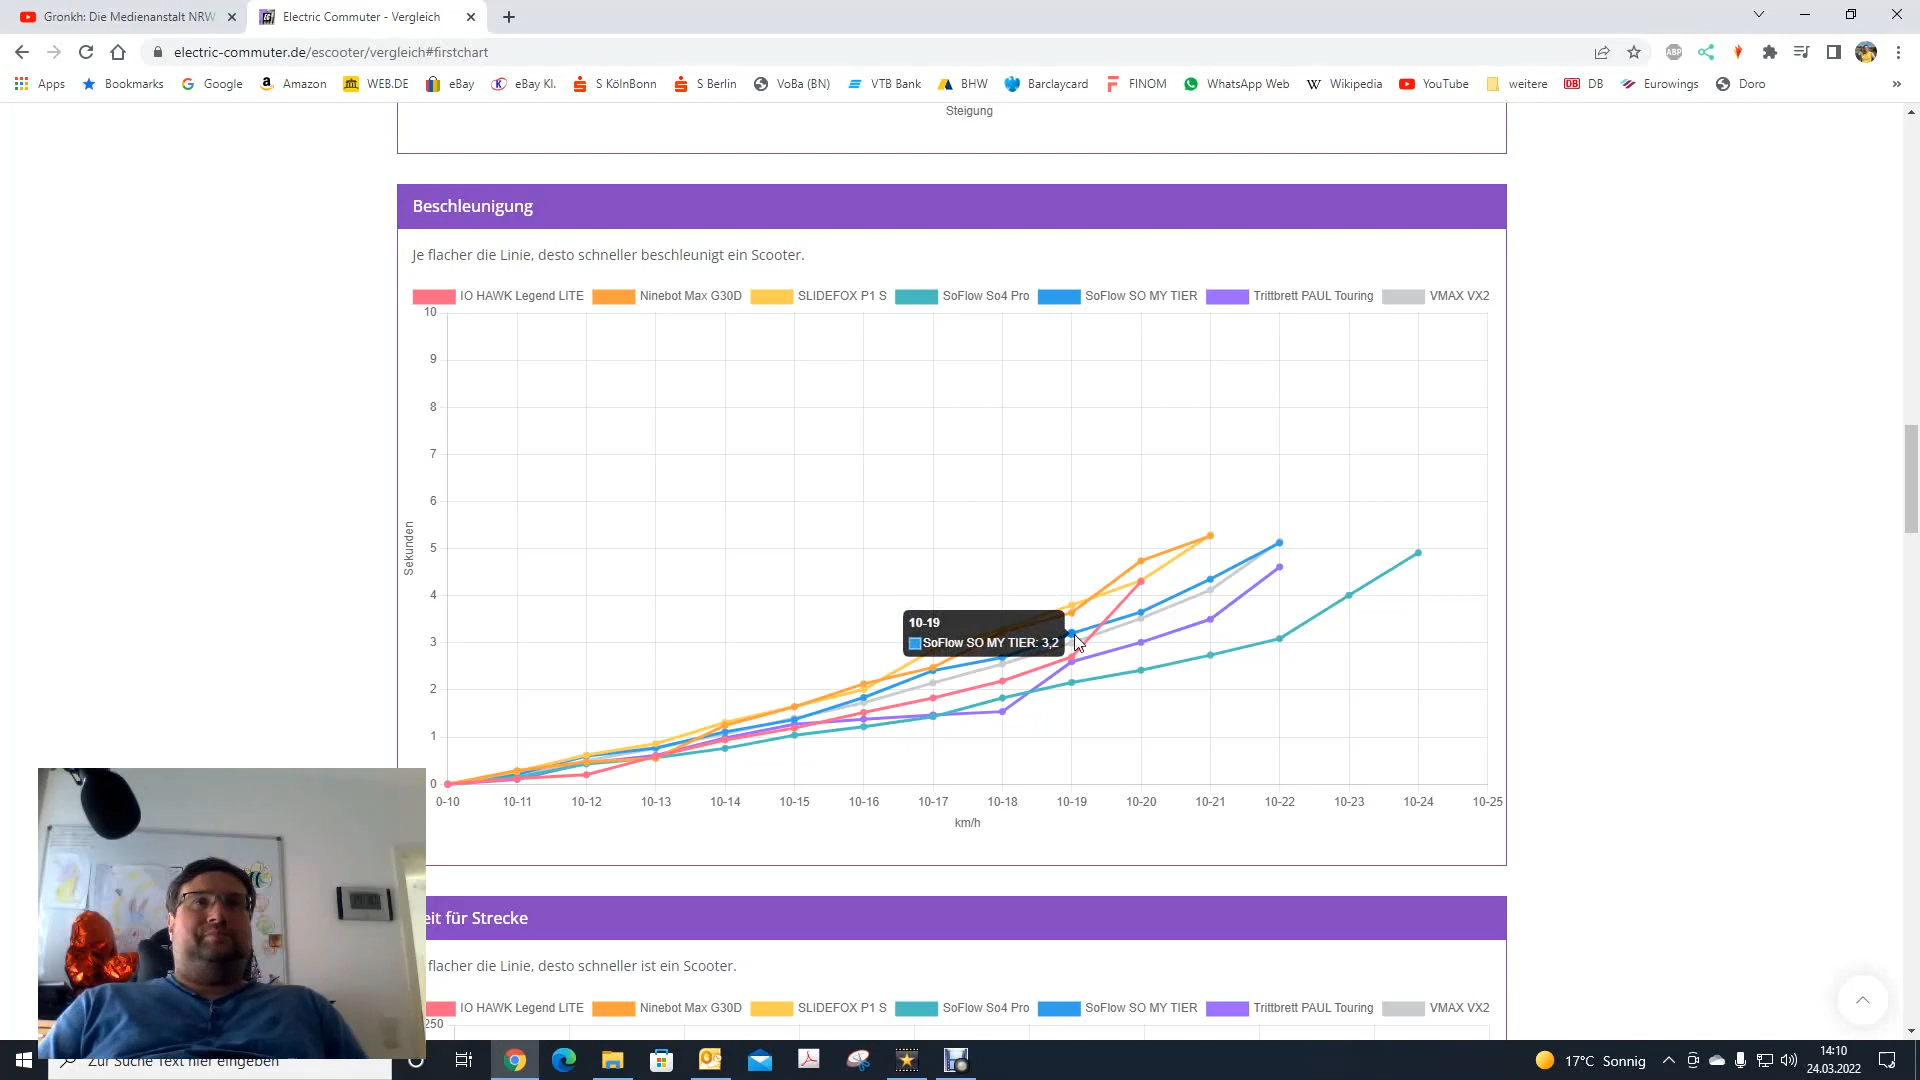 Gronkh: Die Medienanstalt NRW
Electric Commuter - Vergleich
electric-commuter.de/escooter/vergleich#firstchart
ABP
Apps Bookmarks Google Amazon WEB.DE eBay eBay Kl. S KölnBonn S Berlin VoBa (BN) VTB Bank BHW Barclaycard FINOM WhatsApp Web Wikipedia YouTube weitere DB DB Eurowings Doro »
Steigung
Beschleunigung
Je flacher die Linie, desto schneller beschleunigt ein Scooter.
IO HAWK Legend LITE Ninebot Max G30D SLIDEFOX P1 S SoFlow So4 Pro SoFlow SO MY TIER Trittbrett PAUL Touring VMAX VX2
10
9
8
7
6
5
4
3
2
1
0
Sekunden
10-19
SoFlow SO MY TIER: 3,2
0-10 10-11 10-12 10-13 10-14 10-15 10-16 10-17 10-18 10-19 10-20 10-21 10-22 10-23 10-24 10-25
km/h
eit für Strecke
flacher die Linie, desto schneller ist ein Scooter.
IO HAWK Legend LITE Ninebot Max G30D SLIDEFOX P1 S SoFlow So4 Pro SoFlow SO MY TIER Trittbrett PAUL Touring VMAX VX2
250
Zur Suche Text hier eingeben
17°C Sonnig
14:10
24.03.2022